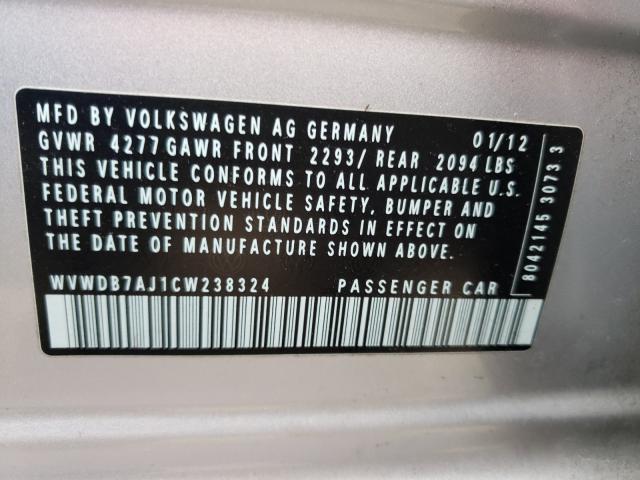 MFD BY VOLKSWAGEN AG GERMANY 01/12
GVWR 4277 GAWR FRONT 2293/ REAR 2094 LBS
THIS VEHICLE CONFORMS TO ALL APPLICABLE U.S.
FEDERAL MOTOR VEHICLE SAFETY, BUMPER AND
THEFT PREVENTION STANDARDS IN EFFECT ON
THE DATE OF MANUFACTURE SHOWN ABOVE.
WVWDB7AJ1CW238324 PASSENGER CAR
8042145 3073 3